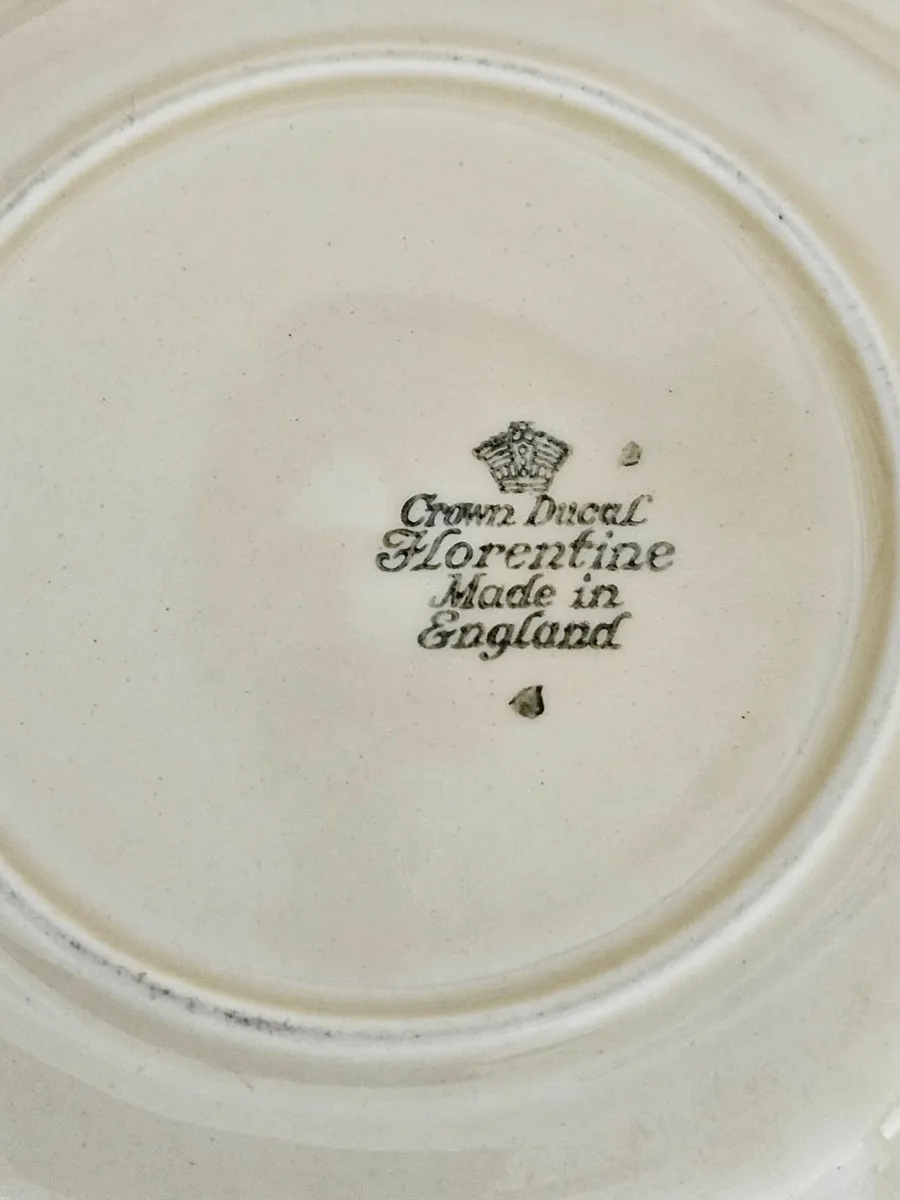 Crown Ducal
Florentine
Made in
England